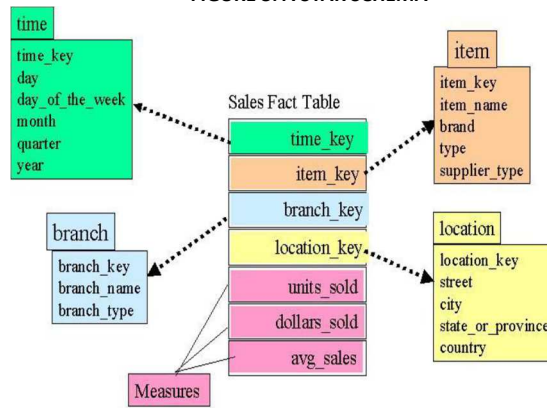 time
time_key
day
day_of_the_week
month
quarter
year
item
item_key
item_name
brand
type
supplier_type
Sales Fact Table
time_key
item_key
branch_key
location_key
units_sold
dollars_sold
avg_sales
branch
branch_key
branch_name
branch_type
location
location_key
street
city
state_or_province
country
Measures